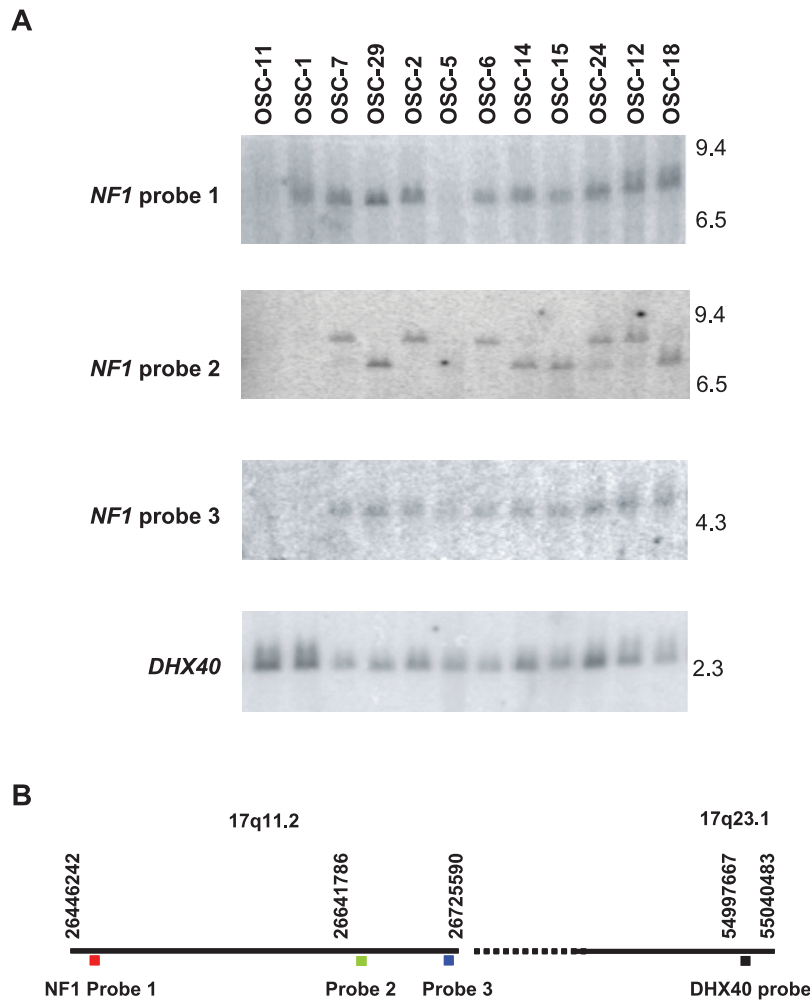 A
OSC-11 OSC-1 OSC-7 OSC-29 OSC-2 OSC-5 OSC-6 OSC-14 OSC-15 OSC-24 OSC-12 OSC-18
9.4
NF1 probe 1
6.5
9.4
NF1 probe 2
6.5
NF1 probe 3 4.3
DHX40 2.3
B
17q11.2 17q23.1
26446242 26641786 26725590 54997667 55040483
NF1 Probe 1 Probe 2 Probe 3 DHX40 probe